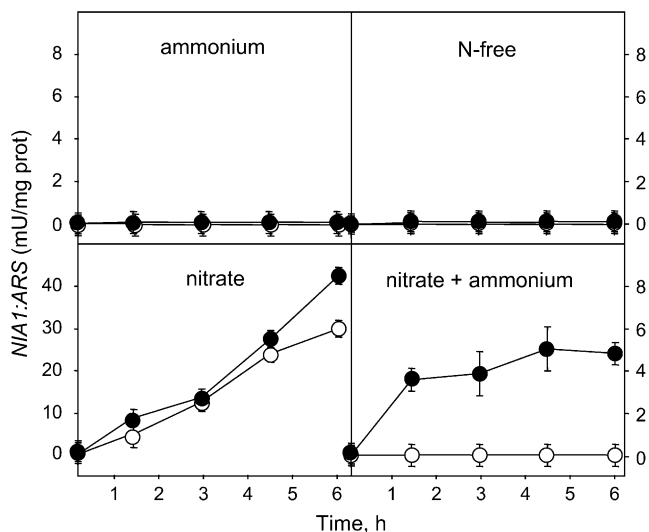 ammonium
N-free
8
6
4
2
0
8
6
4
2
0
NIA1:ARS (mU/mg prot)
nitrate
nitrate + ammonium
40
30
20
10
0
8
6
4
2
0
1 2 3 4 5 6 1 2 3 4 5 6
Time, h